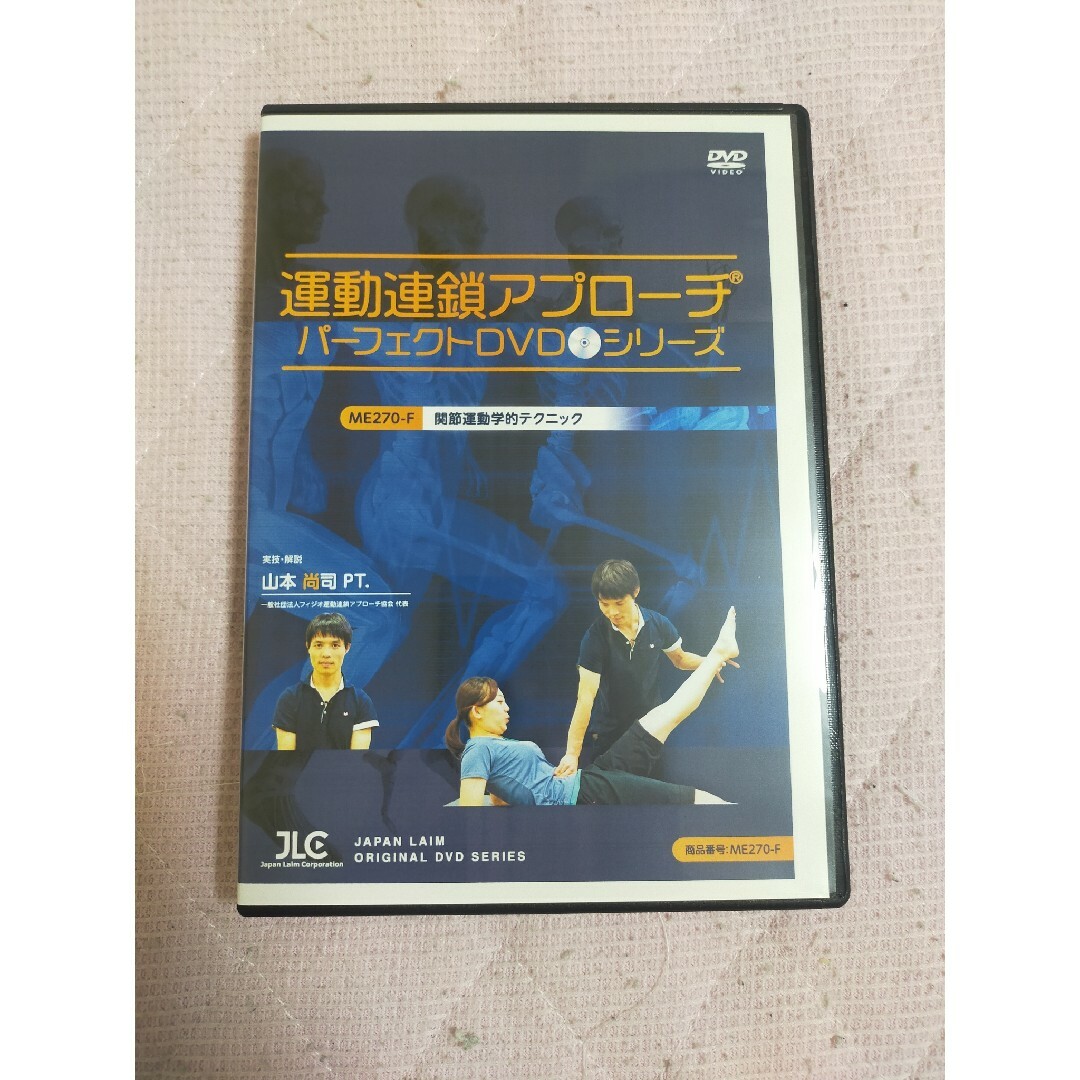 DVD
VIDEO
運動連鎖アプローチ®
パーフェクトDVDシリーズ
ME270-F 関節運動学的テクニック
実技・解説
山本 尚司 PT.
一般社団法人フィジオ運動連鎖アプローチ協会 代表
JLC
Japan Laim Corporation
JAPAN LAIM
ORIGINAL DVD SERIES
商品番号:ME270-F